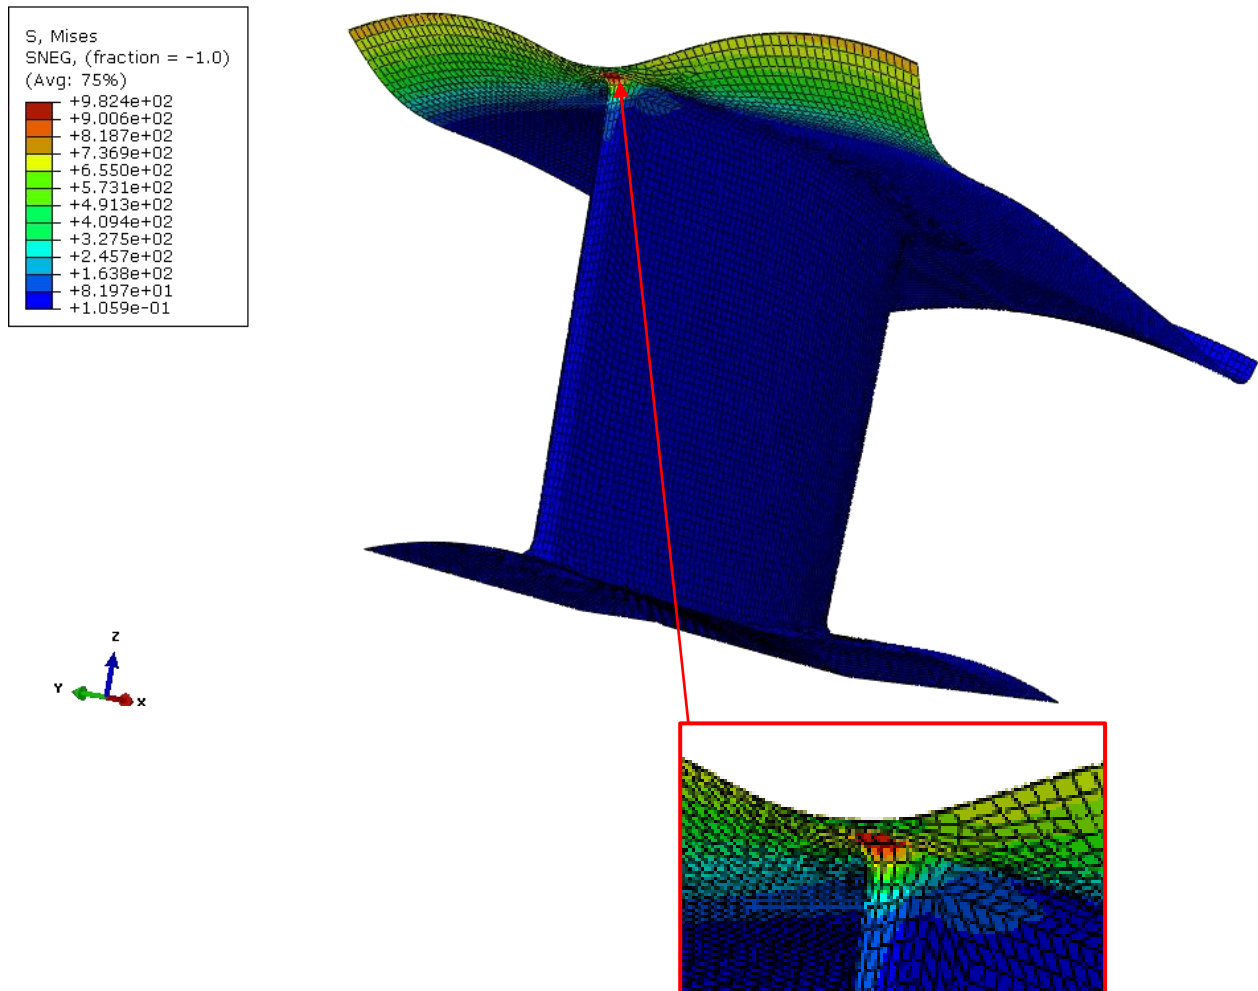 S, Mises
SNEG, (fraction = -1.0)
(Avg: 75%)
+9.824e+02
+9.006e+02
+8.187e+02
+7.369e+02
+6.550e+02
+5.731e+02
+4.913e+02
+4.094e+02
+3.275e+02
+2.457e+02
+1.638e+02
+8.197e+01
+1.059e-01
Z
Y
X